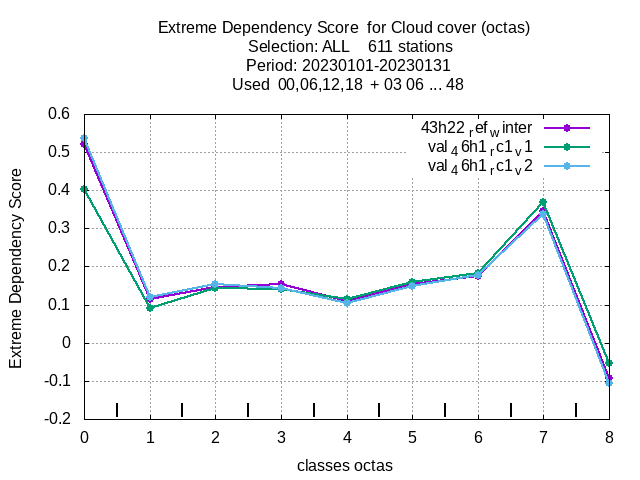 Extreme Dependency Score  for Cloud cover (octas)
Selection: ALL    611 stations
Period: 20230101-20230131
Used  00,06,12,18  + 03 06 ... 48
43h22 ref winter
val 46h1 rc1 v1
val 46h1 rc1 v2
Extreme Dependency Score
0.6
0.5
0.4
0.3
0.2
0.1
0
-0.1
-0.2
0 1 2 3 4 5 6 7 8
classes octas